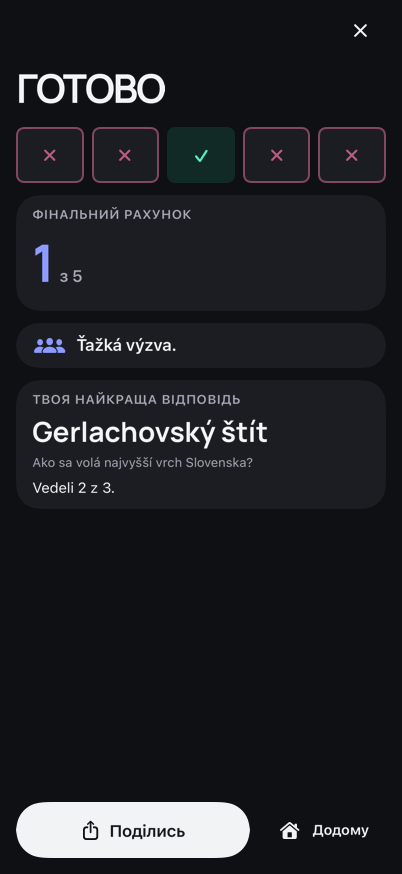 ГОТОВО
ФІНАЛЬНИЙ РАХУНОК
1 з 5
Ťažká výzva.
ТВОЯ НАЙКРАЩА ВІДПОВІДЬ
Gerlachovský štít
Ako sa volá najvyšší vrch Slovenska?
Vedeli 2 z 3.
Поділись
Додому